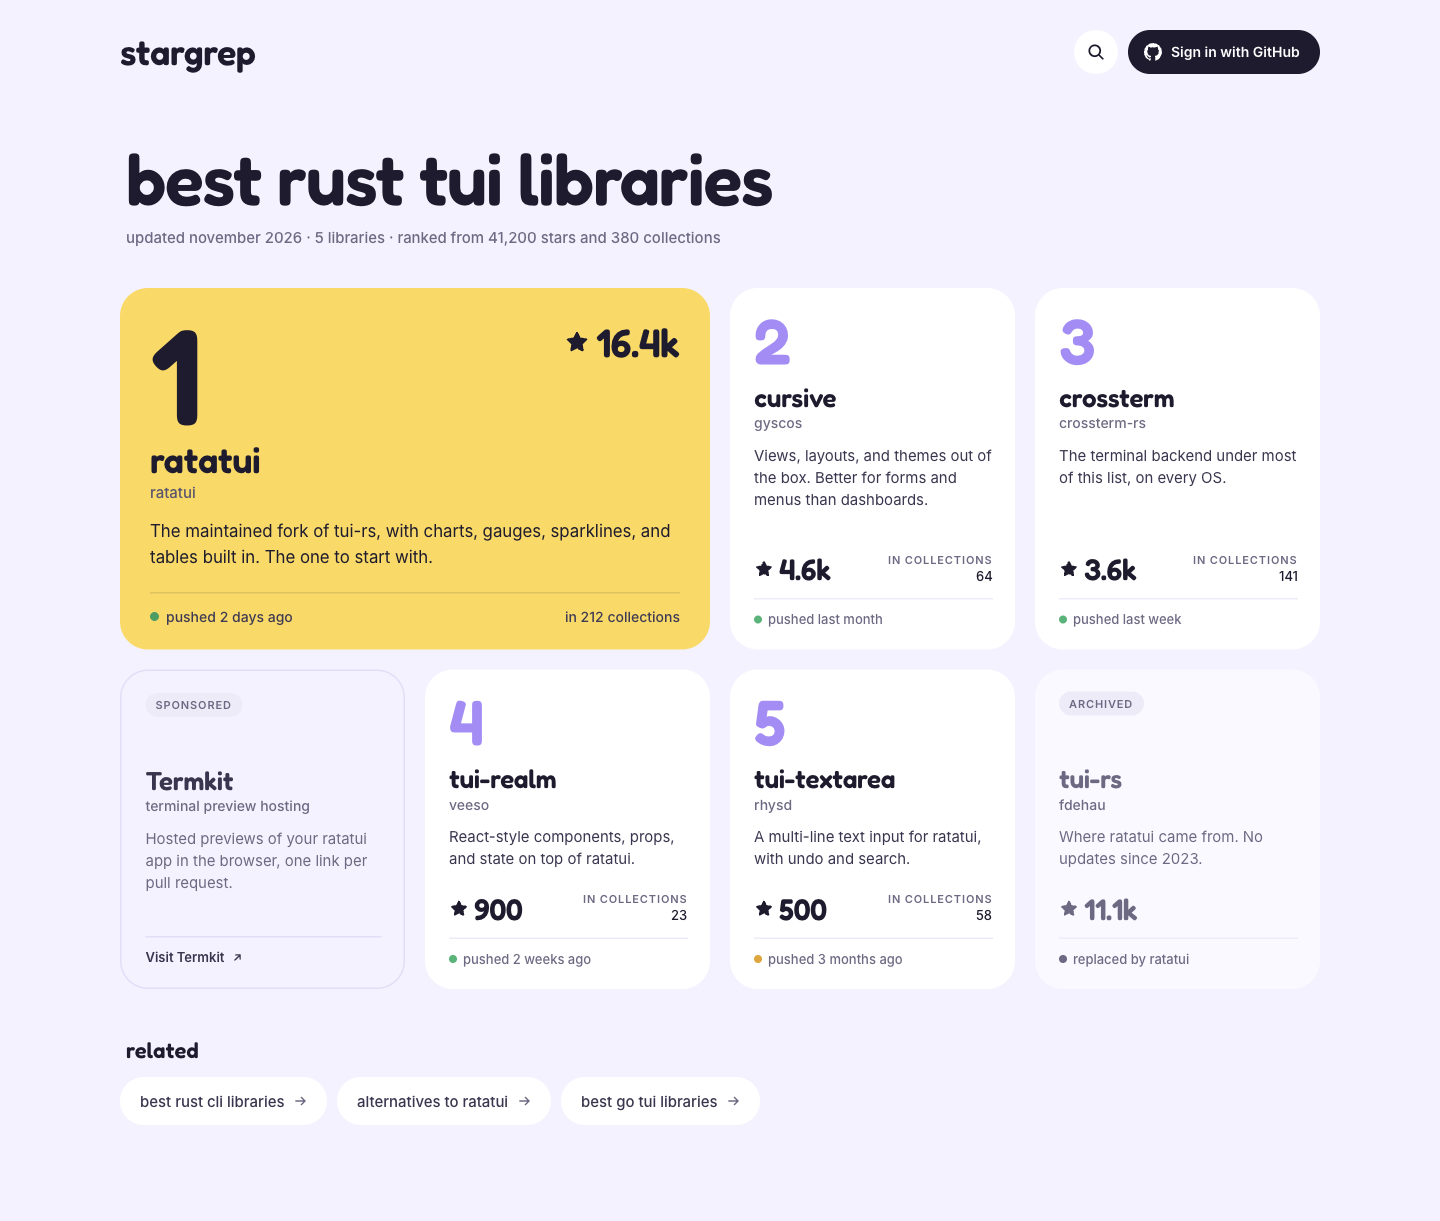 stargrep
Sign in with GitHub
best rust tui libraries
updated november 2026 · 5 libraries · ranked from 41,200 stars and 380 collections
1
16.4k
ratatui
ratatui
The maintained fork of tui-rs, with charts, gauges, sparklines, and
tables built in. The one to start with.
pushed 2 days ago
in 212 collections
2
cursive
gyscos
Views, layouts, and themes out of
the box. Better for forms and
menus than dashboards.
4.6k
IN COLLECTIONS
64
pushed last month
3
crossterm
crossterm-rs
The terminal backend under most
of this list, on every OS.
3.6k
IN COLLECTIONS
141
pushed last week
SPONSORED
Termkit
terminal preview hosting
Hosted previews of your ratatui
app in the browser, one link per
pull request.
Visit Termkit ↗
4
tui-realm
veeso
React-style components, props,
and state on top of ratatui.
900
IN COLLECTIONS
23
pushed 2 weeks ago
5
tui-textarea
rhysd
A multi-line text input for ratatui,
with undo and search.
500
IN COLLECTIONS
58
pushed 3 months ago
ARCHIVED
tui-rs
fdehau
Where ratatui came from. No
updates since 2023.
11.1k
replaced by ratatui
related
best rust cli libraries →
alternatives to ratatui →
best go tui libraries →